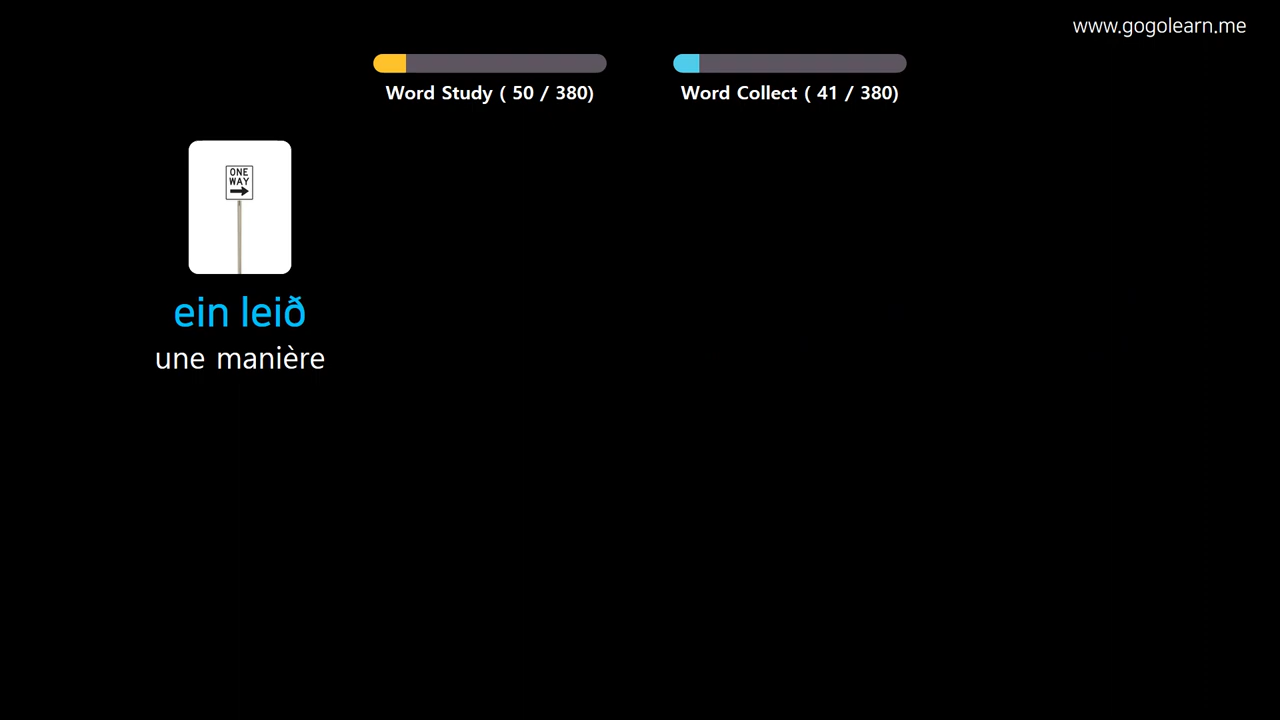 www.gogolearn.me
Word Study ( 50 / 380)
Word Collect ( 41 / 380)
ONE
WAY
ein leið
une manière